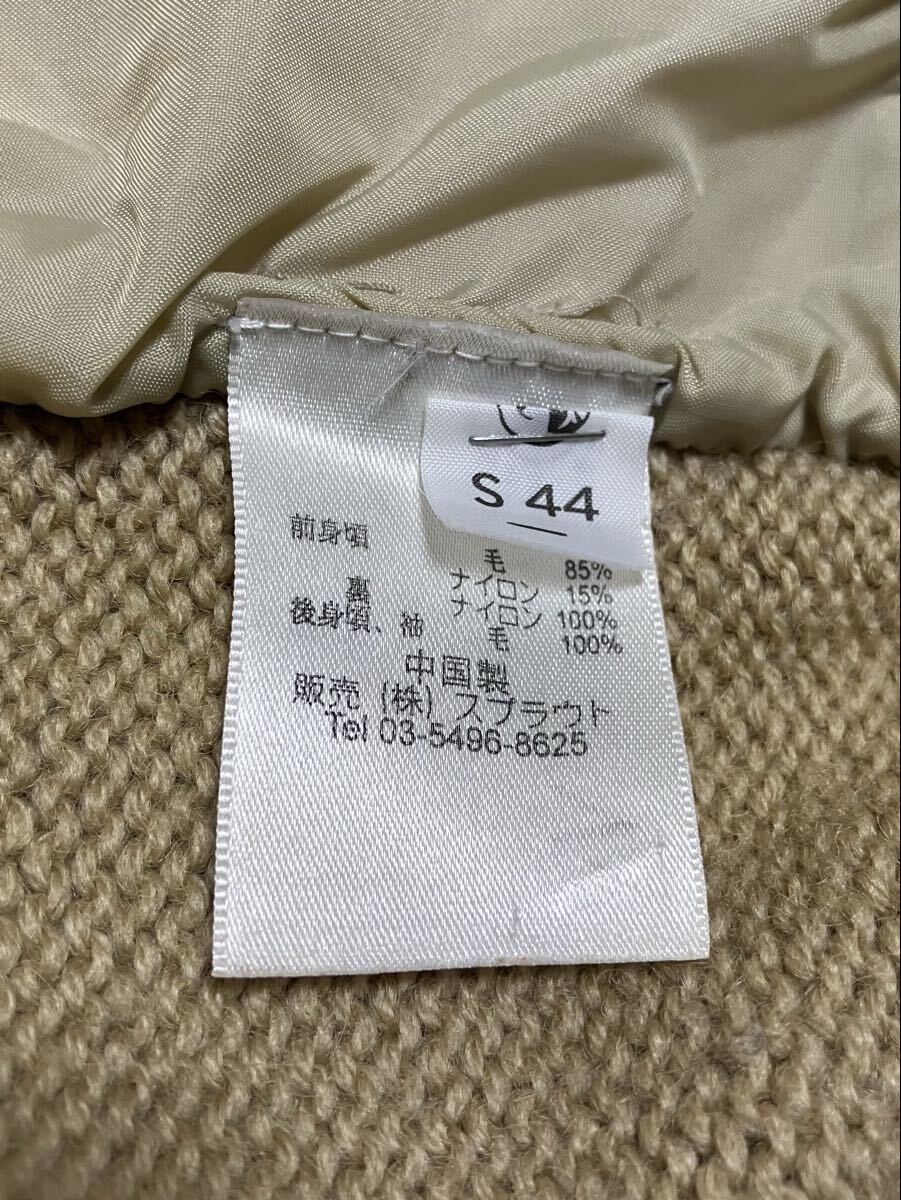 S 44
前身頃 毛 85%
ナイロン 15%
裏 ナイロン 100%
後身頃、袖 毛 100%
中国製
販売 (株) スプラウト
Tel 03-5496-8625